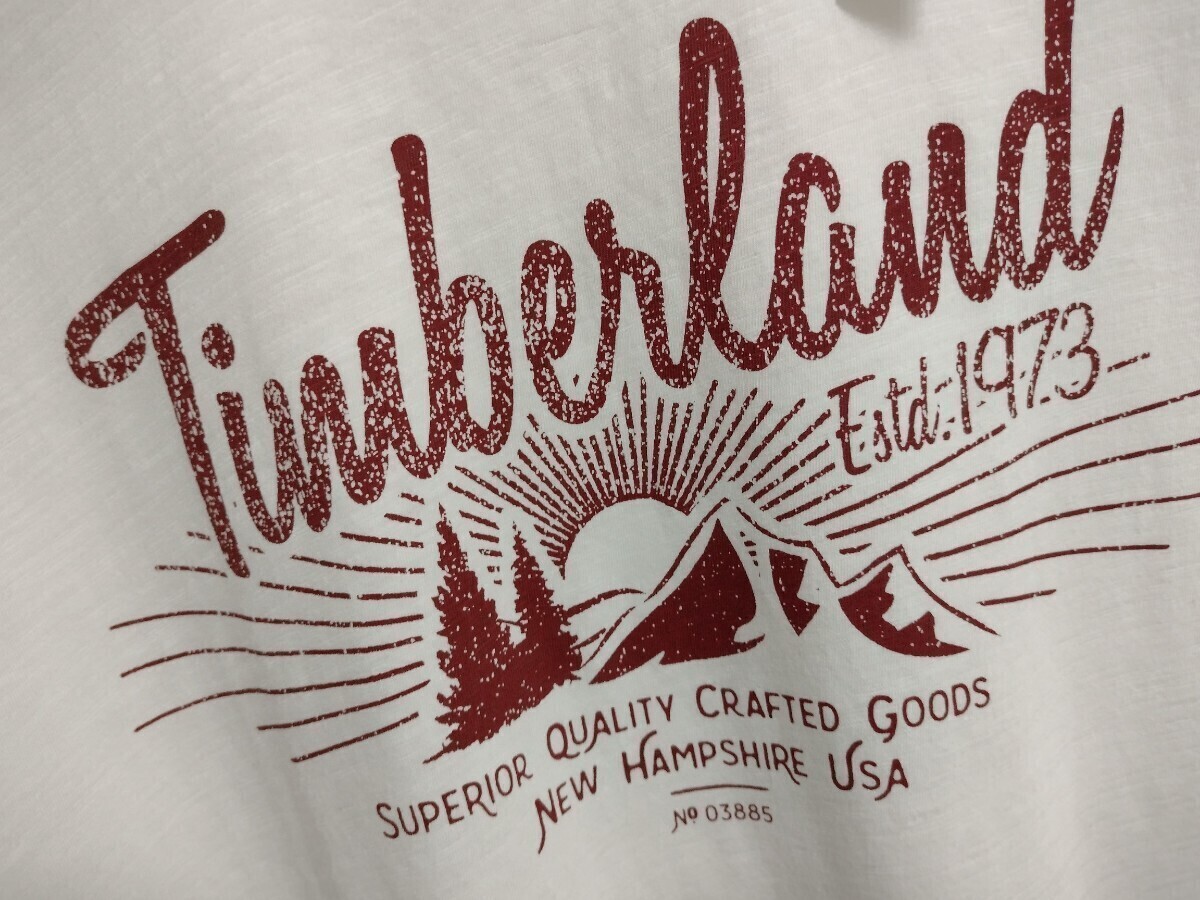 Timberland
Estd. 1973
SUPERIOR QUALITY CRAFTED GOODS
NEW HAMPSHIRE USA
No 03885